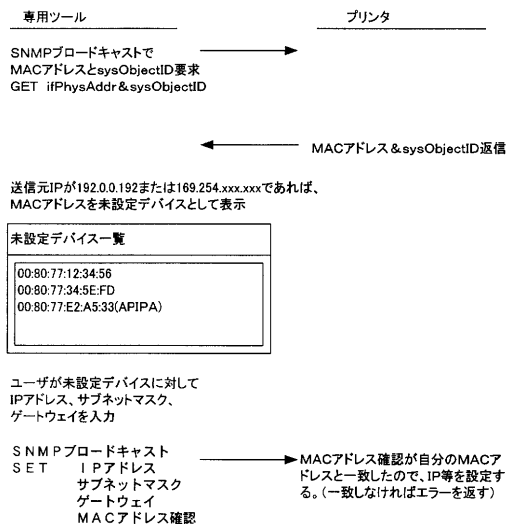 専用ツール
プリンタ
SNMPブロードキャストで
MACアドレスとsysObjectID要求
GET ifPhysAddr&sysObjectID
MACアドレス&sysObjectID返信
送信元IPが192.0.0.192または169.254.xxx.xxxであれば、
MACアドレスを未設定デバイスとして表示
未設定デバイス一覧
00:80:77:12:34:56
00:80:77:34:5E:FD
00:80:77:E2:A5:33(APIPA)
ユーザが未設定デバイスに対して
IPアドレス、サブネットマスク、
ゲートウェイを入力
SNMPブロードキャスト
SET IPアドレス
サブネットマスク
ゲートウェイ
MACアドレス確認
MACアドレス確認が自分のMACア
ドレスと一致したので、IP等を設定す
る。(一致しなければエラーを返す)